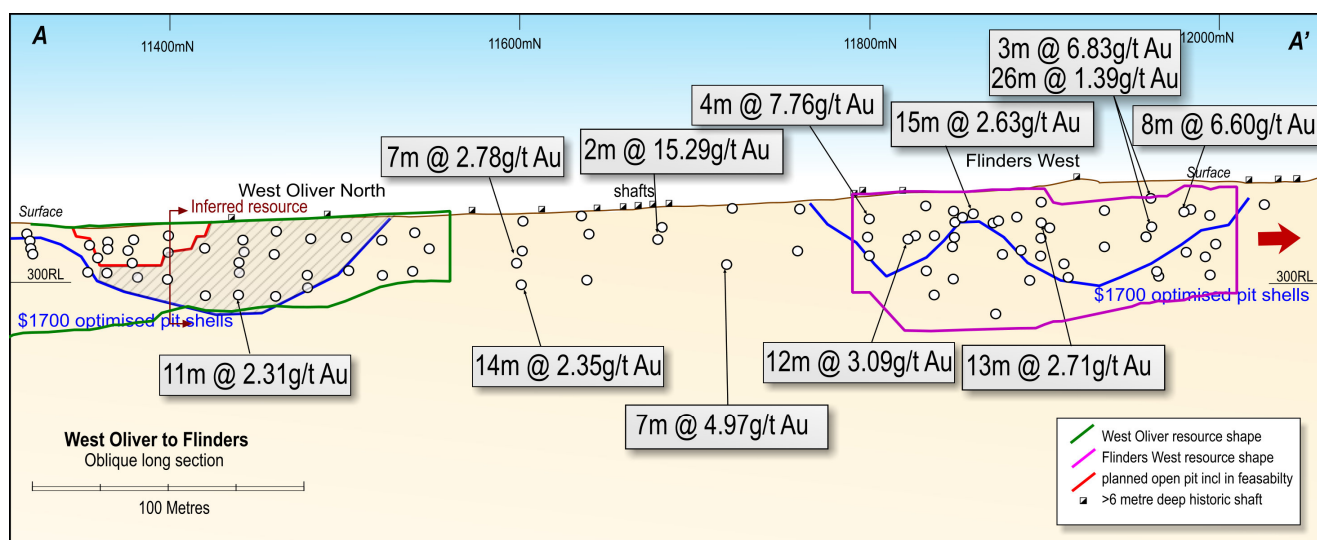 A
11400mN
11600mN
11800mN
12000mN
A'
3m @ 6.83g/t Au
26m @ 1.39g/t Au
4m @ 7.76g/t Au
15m @ 2.63g/t Au
8m @ 6.60g/t Au
7m @ 2.78g/t Au
2m @ 15.29g/t Au
Flinders West
Surface
West Oliver North
shafts
Surface
Inferred resource
300RL
300RL
$1700 optimised pit shells
$1700 optimised pit shells
11m @ 2.31g/t Au
14m @ 2.35g/t Au
12m @ 3.09g/t Au
13m @ 2.71g/t Au
7m @ 4.97g/t Au
West Oliver to Flinders
Oblique long section
100 Metres
West Oliver resource shape
Flinders West resource shape
planned open pit incl in feasabilty
>6 metre deep historic shaft